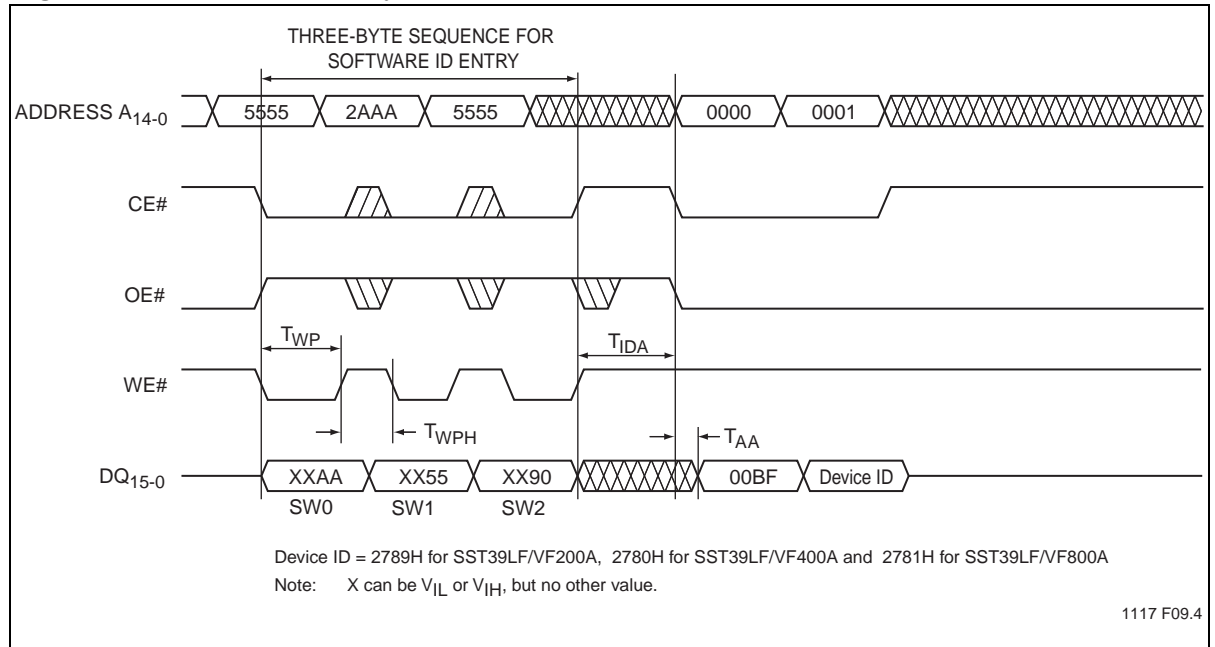 THREE-BYTE SEQUENCE FOR
SOFTWARE ID ENTRY
ADDRESS A14-0
5555
2AAA
5555
0000
0001
CE#
OE#
TWP
TIDA
WE#
TWPH
TAA
DQ15-0
XXAA
XX55
XX90
00BF
Device ID
SW0
SW1
SW2
Device ID = 2789H for SST39LF/VF200A, 2780H for SST39LF/VF400A and 2781H for SST39LF/VF800A
Note: X can be VIL or VIH, but no other value.
1117 F09.4